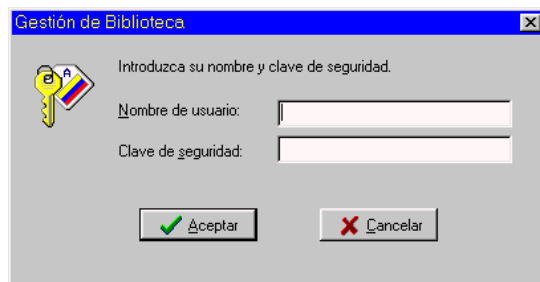 Gestión de Biblioteca
Introduzca su nombre y clave de seguridad.
Nombre de usuario:
Clave de seguridad:
Aceptar
Cancelar